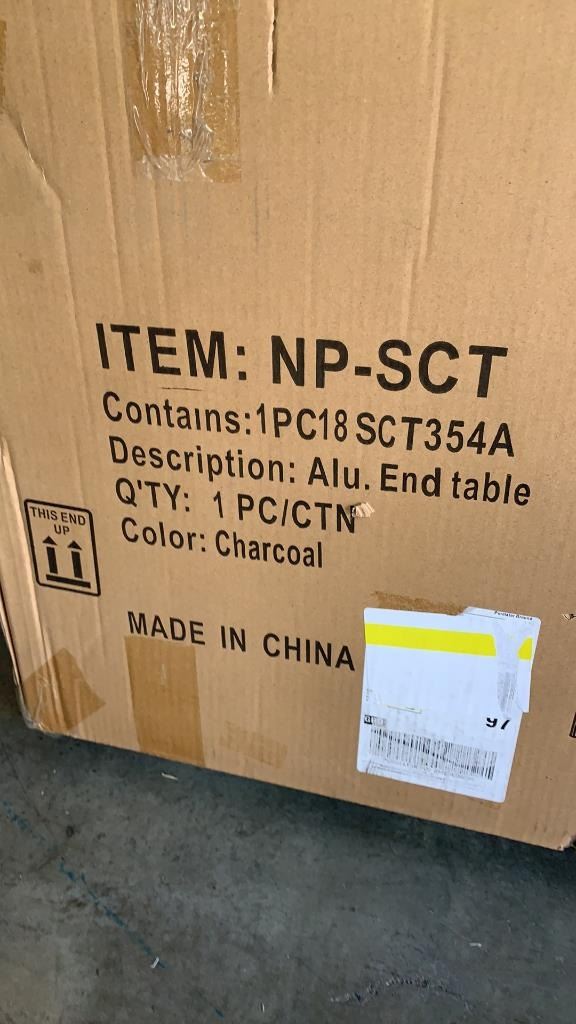 ITEM: NP-SCT
Contains:1PC18 SCT354A
Description: Alu. End table
Q'TY: 1 PC/CTN
Color: Charcoal
THIS END
UP
MADE IN CHINA
97